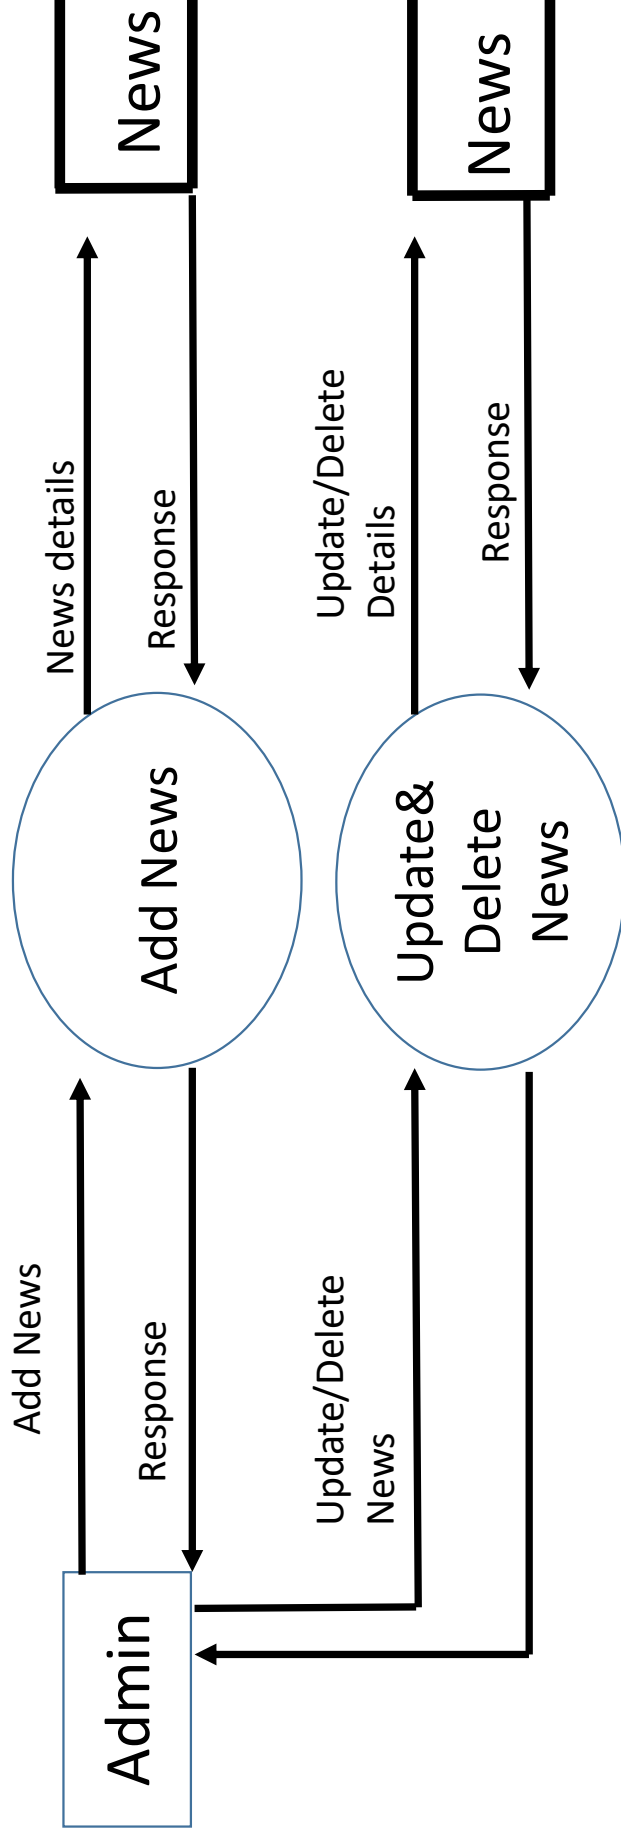 Add News
News details
Admin
Response
Add News
Response
News
Update/Delete
News
Update&
Delete
News
Update/Delete
Details
Response
News